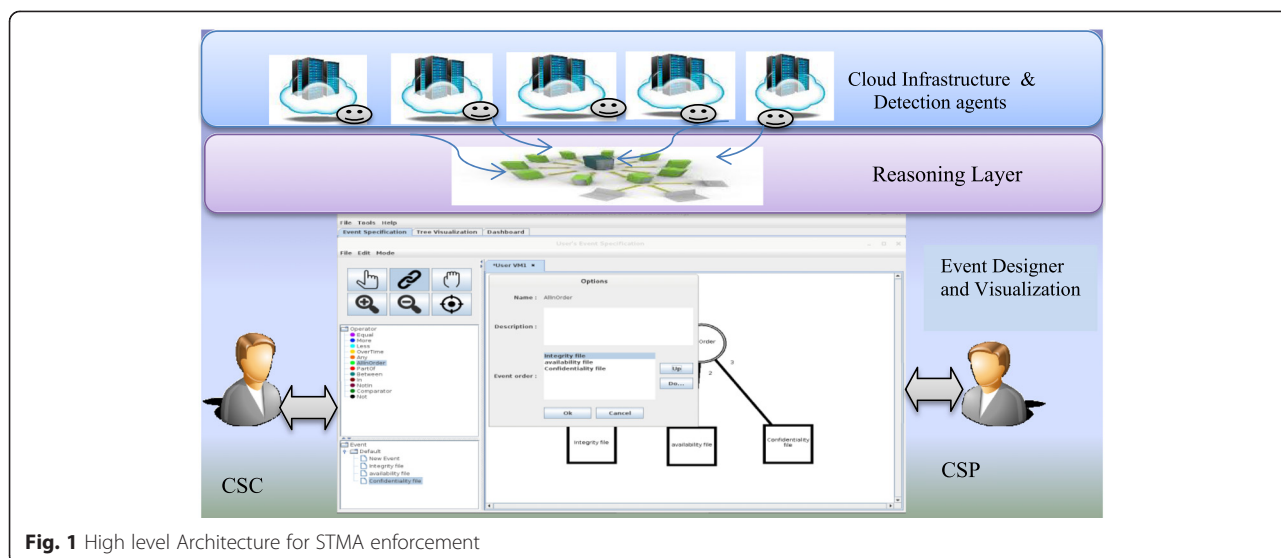 Cloud Infrastructure &
Detection agents
Reasoning Layer
File Tools Help
Event Specification Tree Visualization Dashboard
User's Event Specification
File Edit Mode
*User VM1
Options
Name : AllInOrder
Description :
Event order :
Integrity file
availability file
Confidentiality file
Up
Do...
Ok Cancel
Order
2
3
Integrity file
availability file
Confidentiality
file
Operator
Equal
More
Less
OverTime
Any
AllInOrder
PartOf
Between
In
NotIn
Comparator
Not
Event
Default
New Event
Integrity file
availability file
Confidentiality file
Event Designer
and Visualization
CSC
CSP
Fig. 1 High level Architecture for STMA enforcement